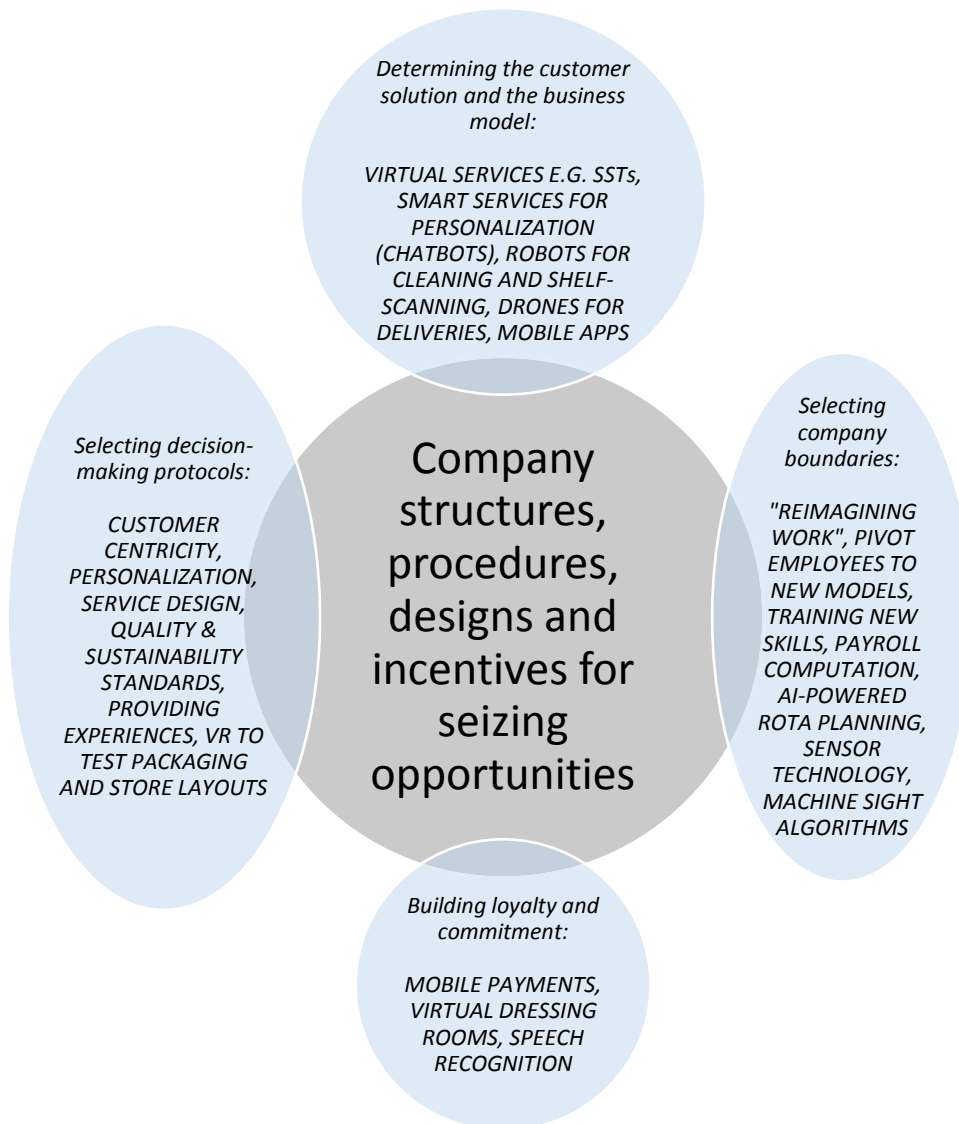 Determining the customer
solution and the business
model:
VIRTUAL SERVICES E.G. SSTs,
SMART SERVICES FOR
PERSONALIZATION
(CHATBOTS), ROBOTS FOR
CLEANING AND SHELF-
SCANNING, DRONES FOR
DELIVERIES, MOBILE APPS
Selecting decision-
making protocols:
CUSTOMER
CENTRICITY,
PERSONALIZATION,
SERVICE DESIGN,
QUALITY &
SUSTAINABILITY
STANDARDS,
PROVIDING
EXPERIENCES, VR TO
TEST PACKAGING
AND STORE LAYOUTS
Company
structures,
procedures,
designs and
incentives for
seizing
opportunities
Selecting
company
boundaries:
"REIMAGINING
WORK", PIVOT
EMPLOYEES TO
NEW MODELS,
TRAINING NEW
SKILLS, PAYROLL
COMPUTATION,
AI-POWERED
ROTA PLANNING,
SENSOR
TECHNOLOGY,
MACHINE SIGHT
ALGORITHMS
Building loyalty and
commitment:
MOBILE PAYMENTS,
VIRTUAL DRESSING
ROOMS, SPEECH
RECOGNITION